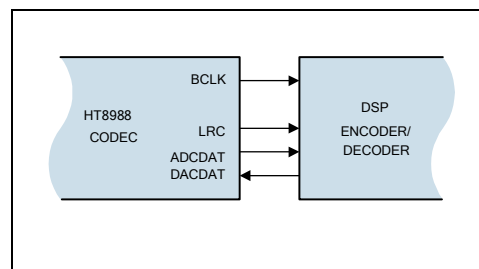 BCLK
HT8988
CODEC
LRC
ADCDAT
DACDAT
DSP
ENCODER/
DECODER